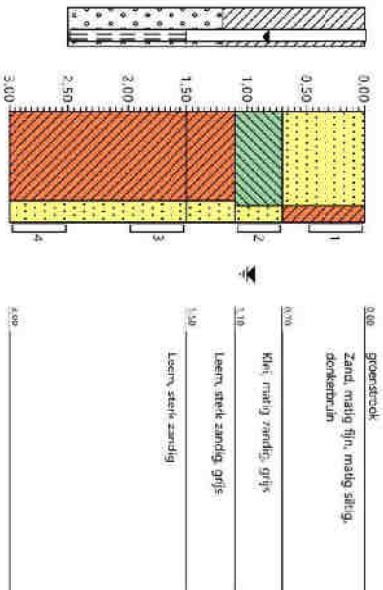 0.00
0.50
1.00
1.50
2.00
2.50
3.00
1
2
3
4
0.00
groenstrook
Zand, matig fijn, matig siltig,
donkerbruin
0.70
Klei, matig zandig, grijs
1.10
Leem, sterk zandig, grijs
1.50
Leem, sterk zandig
3.00